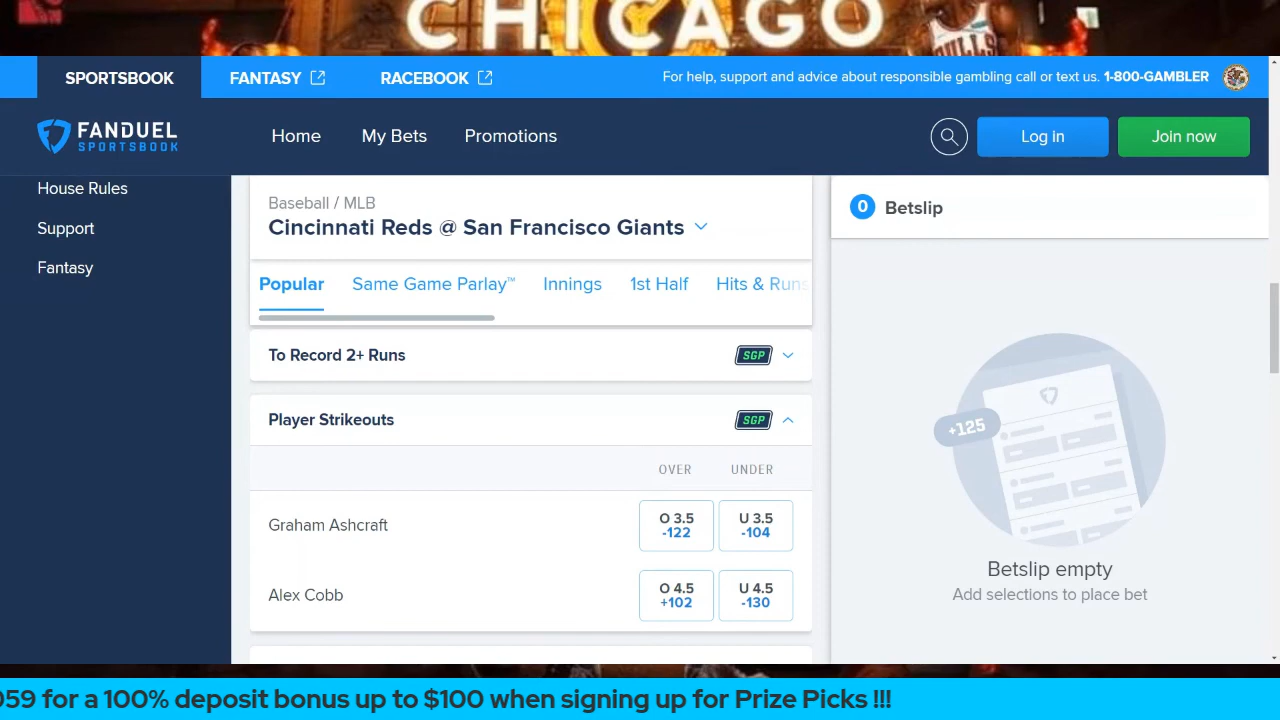 CHICAGO
BULLS
SPORTSBOOK
FANTASY
RACEBOOK
For help, support and advice about responsible gambling call or text us. 1-800-GAMBLER
FANDUEL
SPORTSBOOK
Home
My Bets
Promotions
Log in
Join now
House Rules
Support
Fantasy
Baseball / MLB
Cincinnati Reds @ San Francisco Giants
0 Betslip
Popular
Same Game Parlay™
Innings
1st Half
Hits & Runs
To Record 2+ Runs
SGP
Player Strikeouts
SGP
OVER
UNDER
Graham Ashcraft
O 3.5
-122
U 3.5
-104
Alex Cobb
O 4.5
+102
U 4.5
-130
+125
Betslip empty
Add selections to place bet
059 for a 100% deposit bonus up to $100 when signing up for Prize Picks !!!